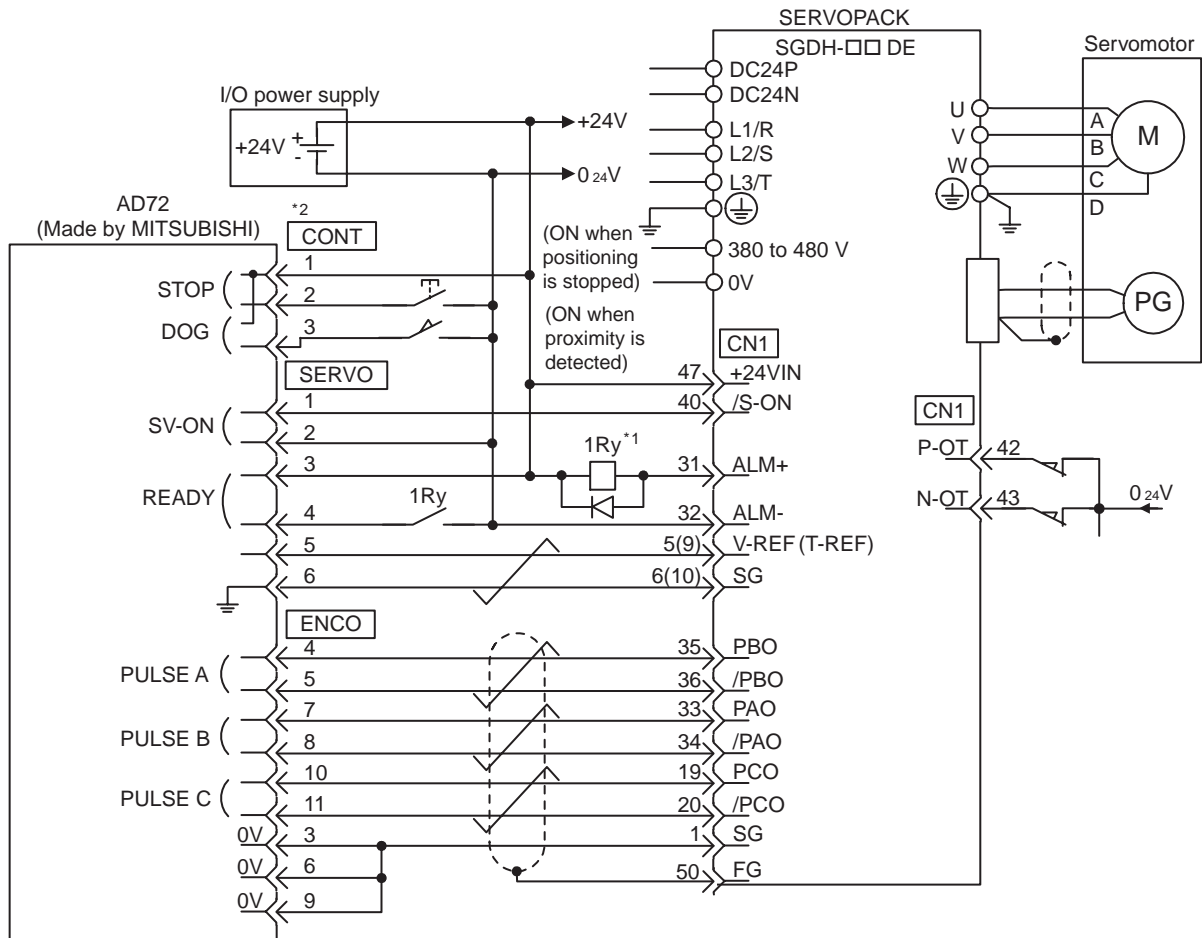 SERVOPACK
SGDH-□□ DE
Servomotor
DC24P
DC24N
L1/R
L2/S
L3/T
380 to 480 V
0V
U
V
W
A
B
C
D
M
PG
I/O power supply
+24V
+
-
+24V
0 24V
AD72
(Made by MITSUBISHI)
*2
CONT
STOP
1
2
DOG
3
(ON when
positioning
is stopped)
(ON when
proximity is
detected)
SERVO
CN1
47 +24VIN
SV-ON
1
40 /S-ON
2
READY
3
1Ry*1
31 ALM+
4
1Ry
32 ALM-
5
5(9) V-REF (T-REF)
6
6(10) SG
CN1
P-OT 42
N-OT 43
0 24V
ENCO
PULSE A
4
35 PBO
5
36 /PBO
PULSE B
7
33 PAO
8
34 /PAO
PULSE C
10
19 PCO
11
20 /PCO
0V 3
1 SG
0V 6
50 FG
0V 9